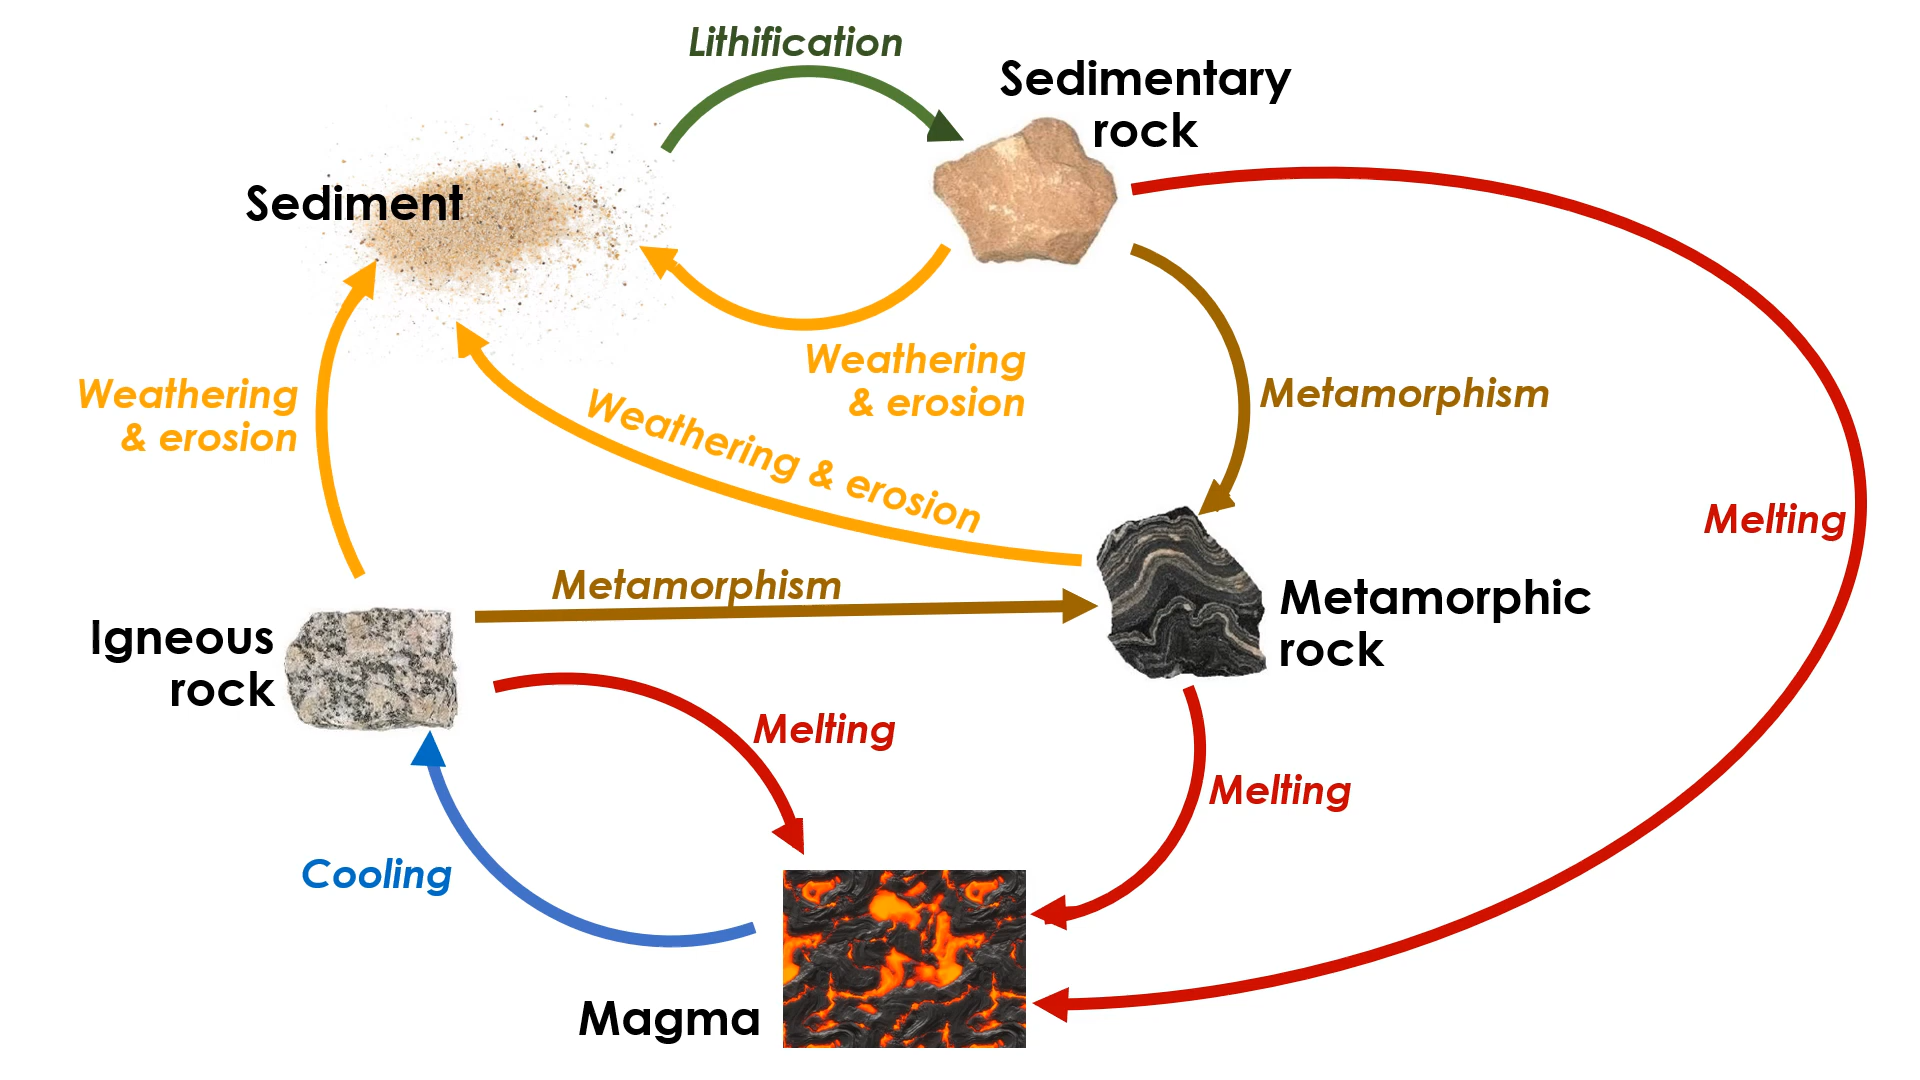 Lithification
Sedimentary
rock
Sediment
Weathering
& erosion
Weathering
& erosion
Weathering & erosion
Metamorphism
Melting
Metamorphism
Igneous
rock
Metamorphic
rock
Melting
Melting
Cooling
Magma